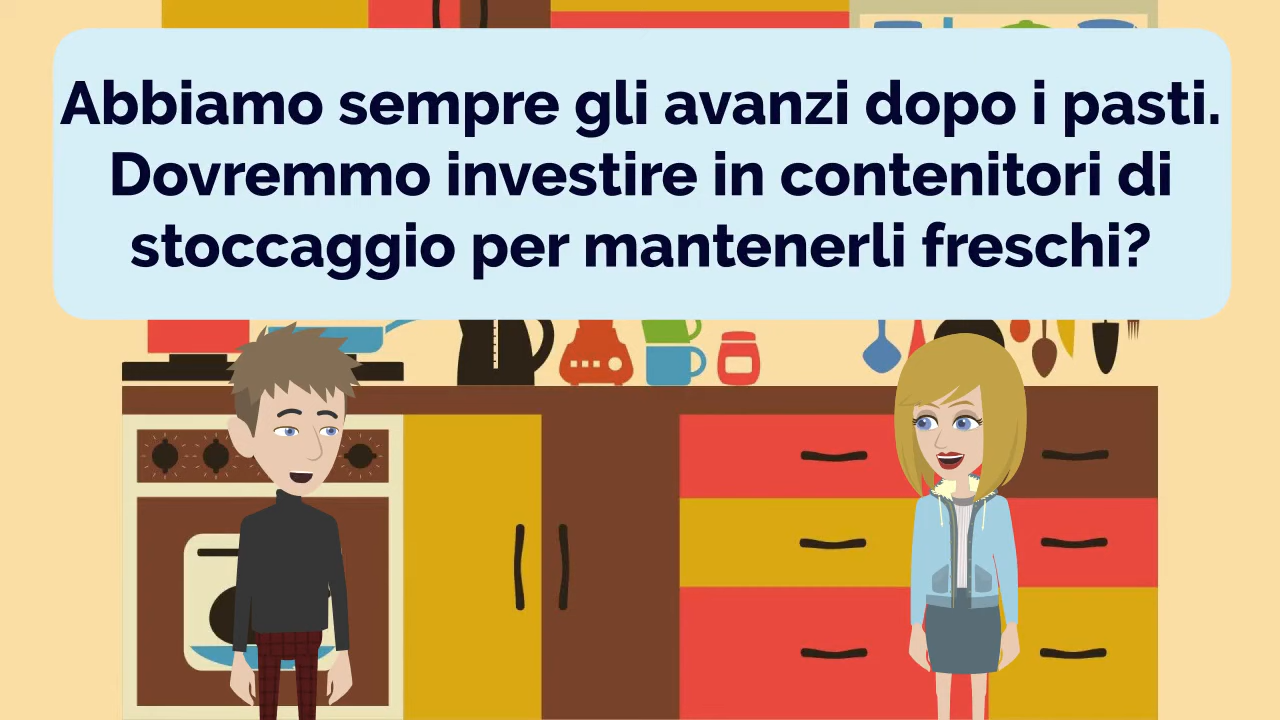 Abbiamo sempre gli avanzi dopo i pasti.
Dovremmo investire in contenitori di
stoccaggio per mantenerli freschi?